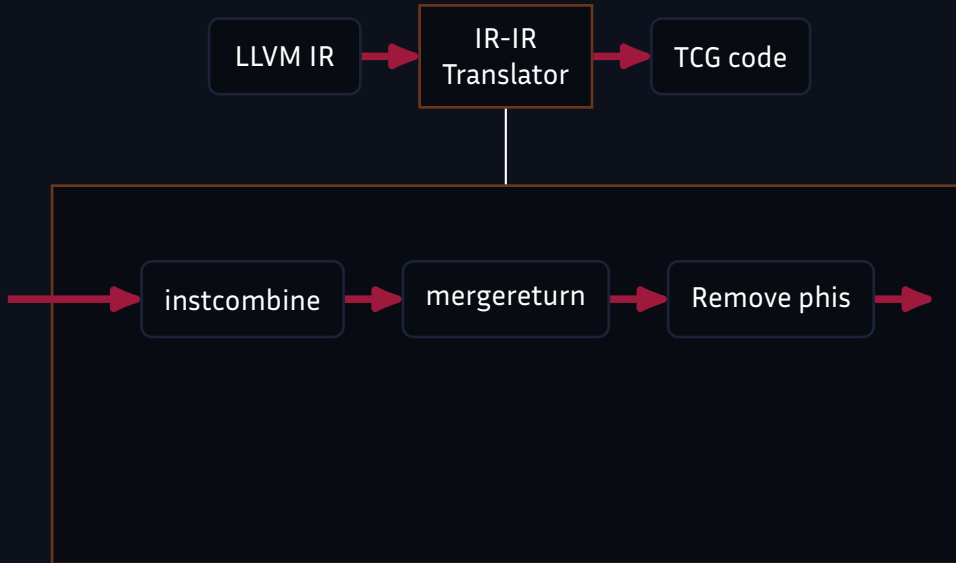 LLVM IR
IR-IR
Translator
TCG code
instcombine
mergereturn
Remove phis